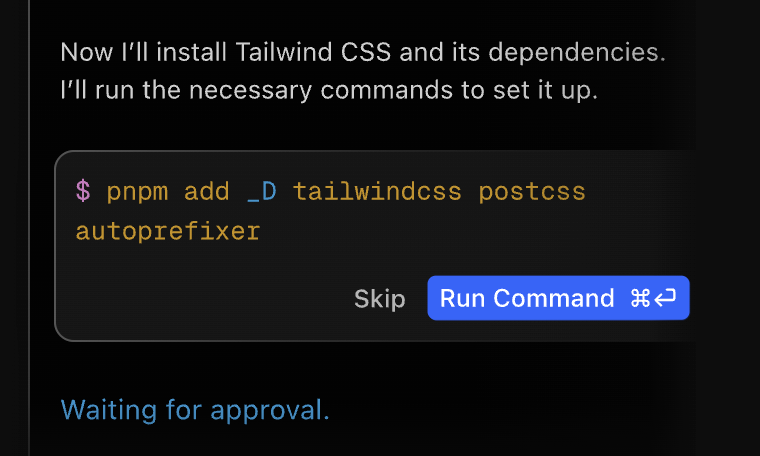 Now I’ll install Tailwind CSS and its dependencies.
I’ll run the necessary commands to set it up.
$ pnpm add _D tailwindcss postcss
autoprefixer
Skip Run Command ⌘⏎
Waiting for approval.